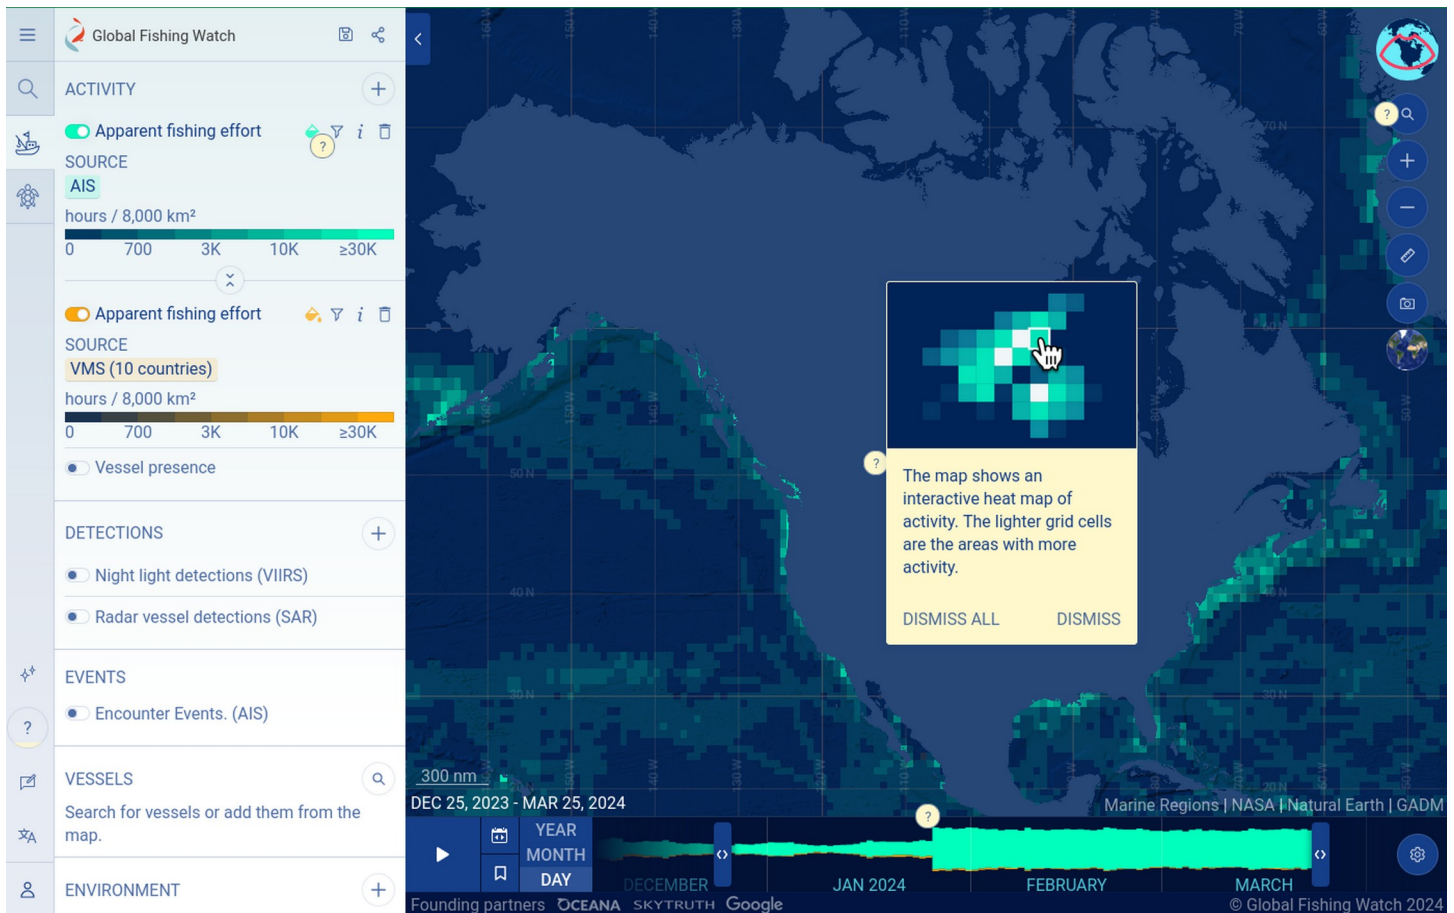 Global Fishing Watch
ACTIVITY
Apparent fishing effort
?
SOURCE
AIS
hours / 8,000 km²
0 700 3K 10K ≥30K
Apparent fishing effort
SOURCE
VMS (10 countries)
hours / 8,000 km²
0 700 3K 10K ≥30K
Vessel presence
DETECTIONS
Night light detections (VIIRS)
Radar vessel detections (SAR)
EVENTS
Encounter Events. (AIS)
?
VESSELS
Search for vessels or add them from the
map.
ENVIRONMENT
?
70 N
50 N
40 N
30 N
30 N
?
The map shows an
interactive heat map of
activity. The lighter grid cells
are the areas with more
activity.
DISMISS ALL DISMISS
300 nm
DEC 25, 2023 - MAR 25, 2024
Marine Regions | NASA | Natural Earth | GADM
?
YEAR
MONTH
DAY
DECEMBER JAN 2024 FEBRUARY MARCH
Founding partners OCEANA SKYTRUTH Google
© Global Fishing Watch 2024